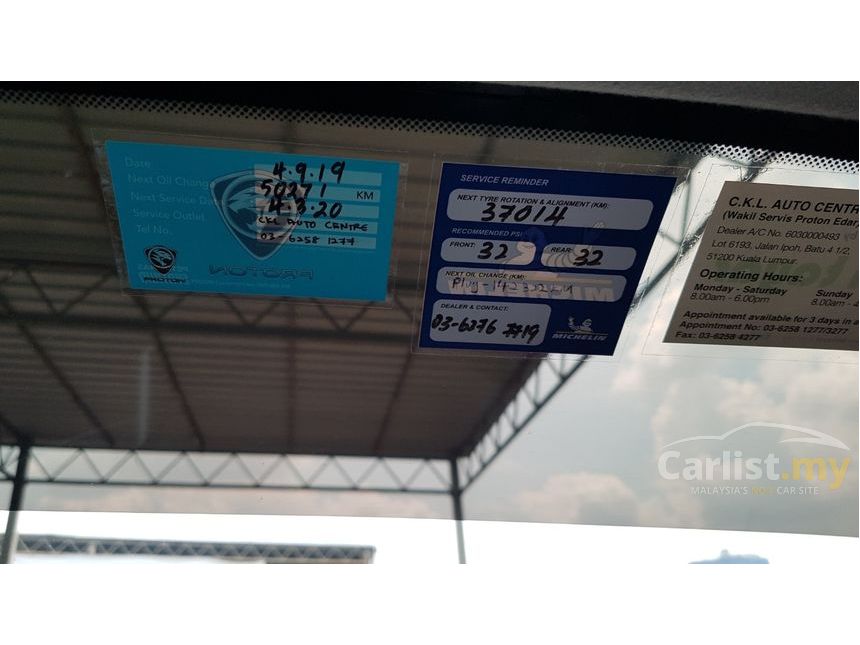 Date
4.9.19
Next Oil Change
50271 KM
Next Service Da
4.3.20
Service Outlet
CKL AUTO CENTRE
Tel No.
03-6258 1277
PROTON
SERVICE REMINDER
NEXT TYRE ROTATION & ALIGNMENT (KM):
37014
RECOMMENDED PSI
FRONT: 32 REAR: 32
NEXT OIL CHANGE (KM):
DEALER & CONTACT:
03-6276 7719
MICHELIN
C.K.L. AUTO CENTR
(Wakil Servis Proton Edar)
Dealer A/C No. 6030000493
Lot 6193, Jalan Ipoh, Batu 4 1/2,
51200 Kuala Lumpur.
Operating Hours:
Monday - Saturday Sunday
8.00am - 6.00pm 8.00am -
Appointment available for 3 days in a
Appointment No: 03-6258 1277/3277
Fax: 03-6258 4277
Carlist.my
MALAYSIA'S NO.1 CAR SITE